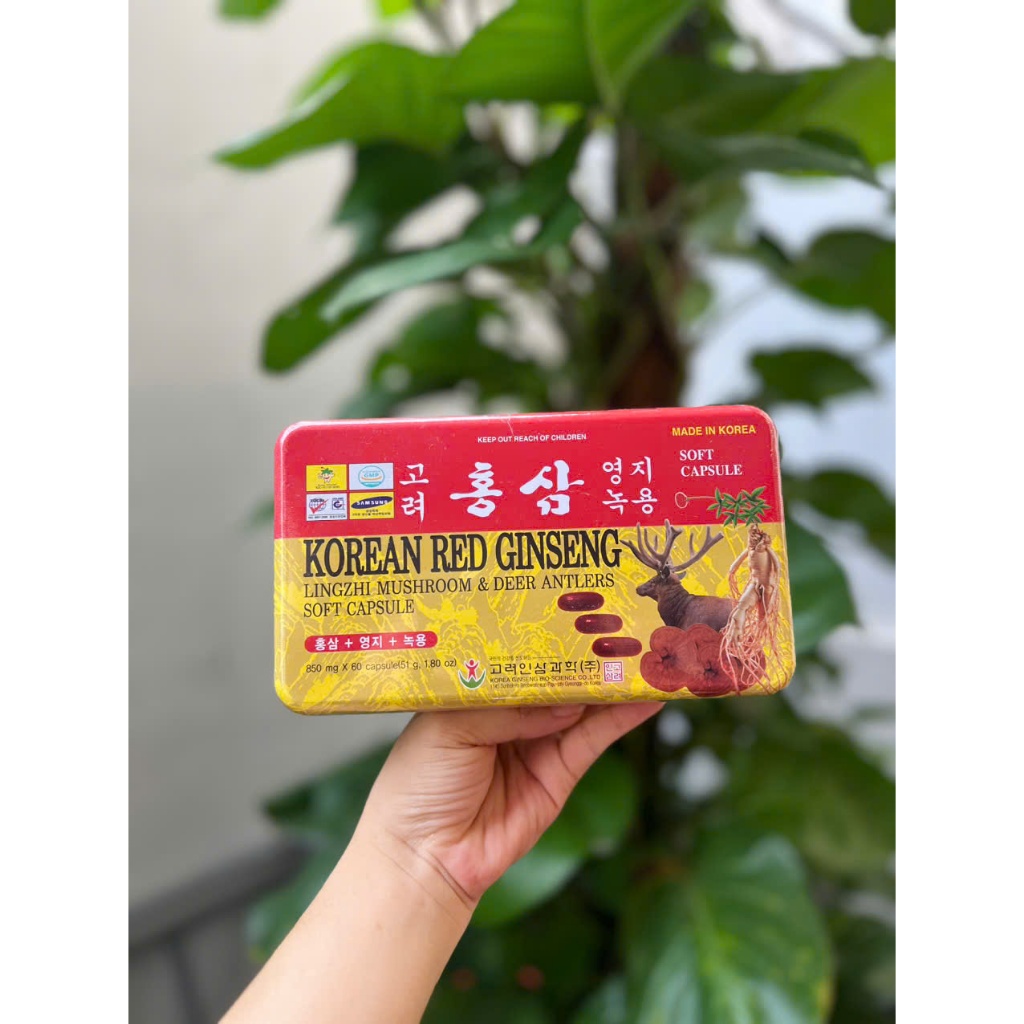 KEEP OUT REACH OF CHILDREN
MADE IN KOREA
SOFT
CAPSULE
GMP
SAMSUNG
고려 홍삼 영지
녹용
KOREAN RED GINSENG
LINGZHI MUSHROOM & DEER ANTLERS
SOFT CAPSULE
홍삼 + 영지 + 녹용
850 mg X 60 capsule(51 g, 1.80 oz)
고려인삼과학(주)
KOREA GINSENG BIO-SCIENCE CO.,LTD